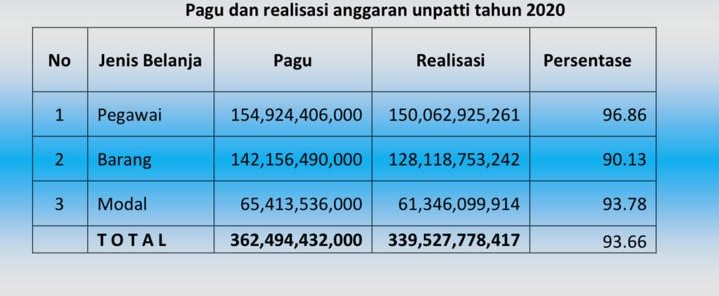 Pagu dan realisasi anggaran unpatti tahun 2020
No Jenis Belanja Pagu Realisasi Persentase
1 Pegawai 154,924,406,000 150,062,925,261 96.86
2 Barang 142,156,490,000 128,118,753,242 90.13
3 Modal 65,413,536,000 61,346,099,914 93.78
T O T A L 362,494,432,000 339,527,778,417 93.66